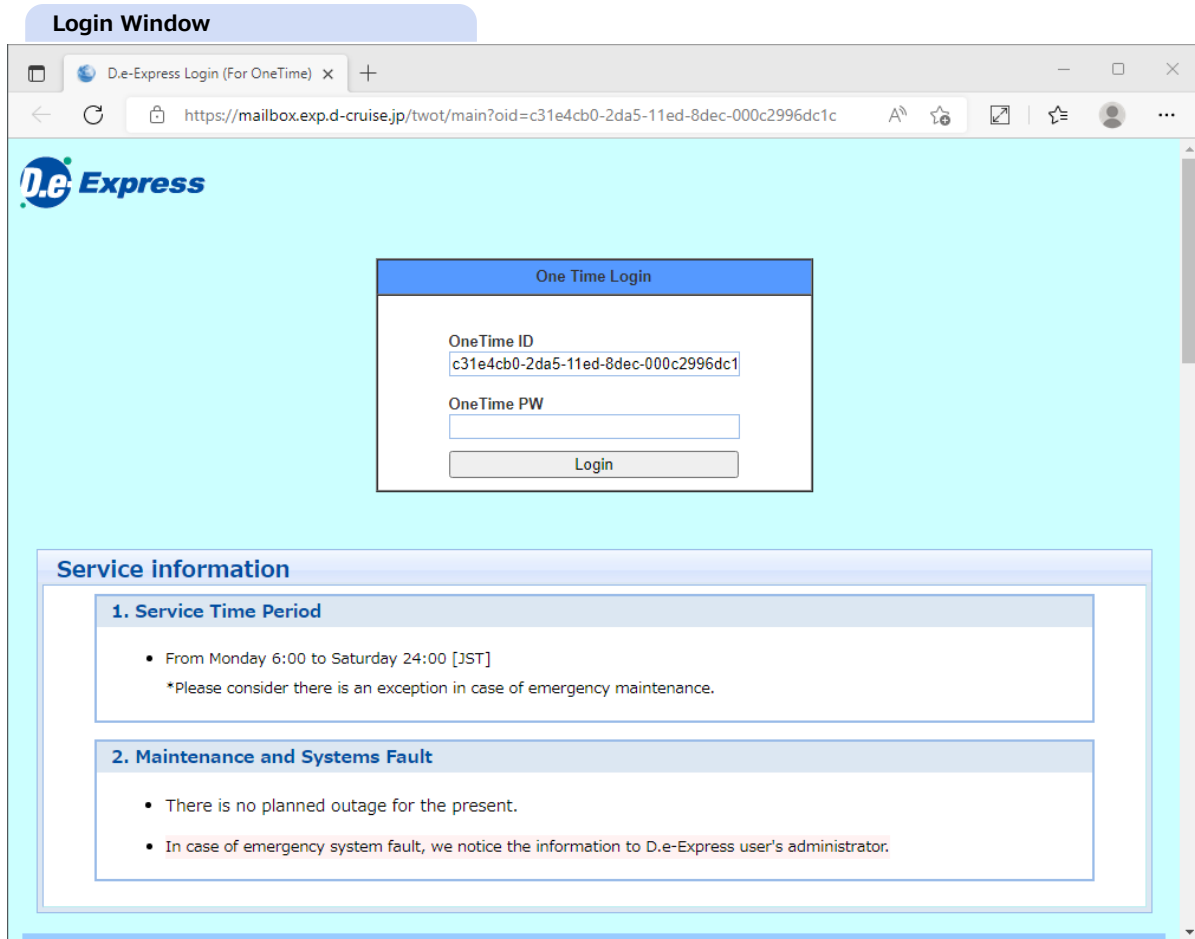 Login Window
D.e-Express Login (For OneTime)
https://mailbox.exp.d-cruise.jp/twot/main?oid=c31e4cb0-2da5-11ed-8dec-000c2996dc1c
D.e Express
One Time Login
OneTime ID
c31e4cb0-2da5-11ed-8dec-000c2996dc1
OneTime PW
Login
Service information
1. Service Time Period
• From Monday 6:00 to Saturday 24:00 [JST]
*Please consider there is an exception in case of emergency maintenance.
2. Maintenance and Systems Fault
• There is no planned outage for the present.
• In case of emergency system fault, we notice the information to D.e-Express user's administrator.